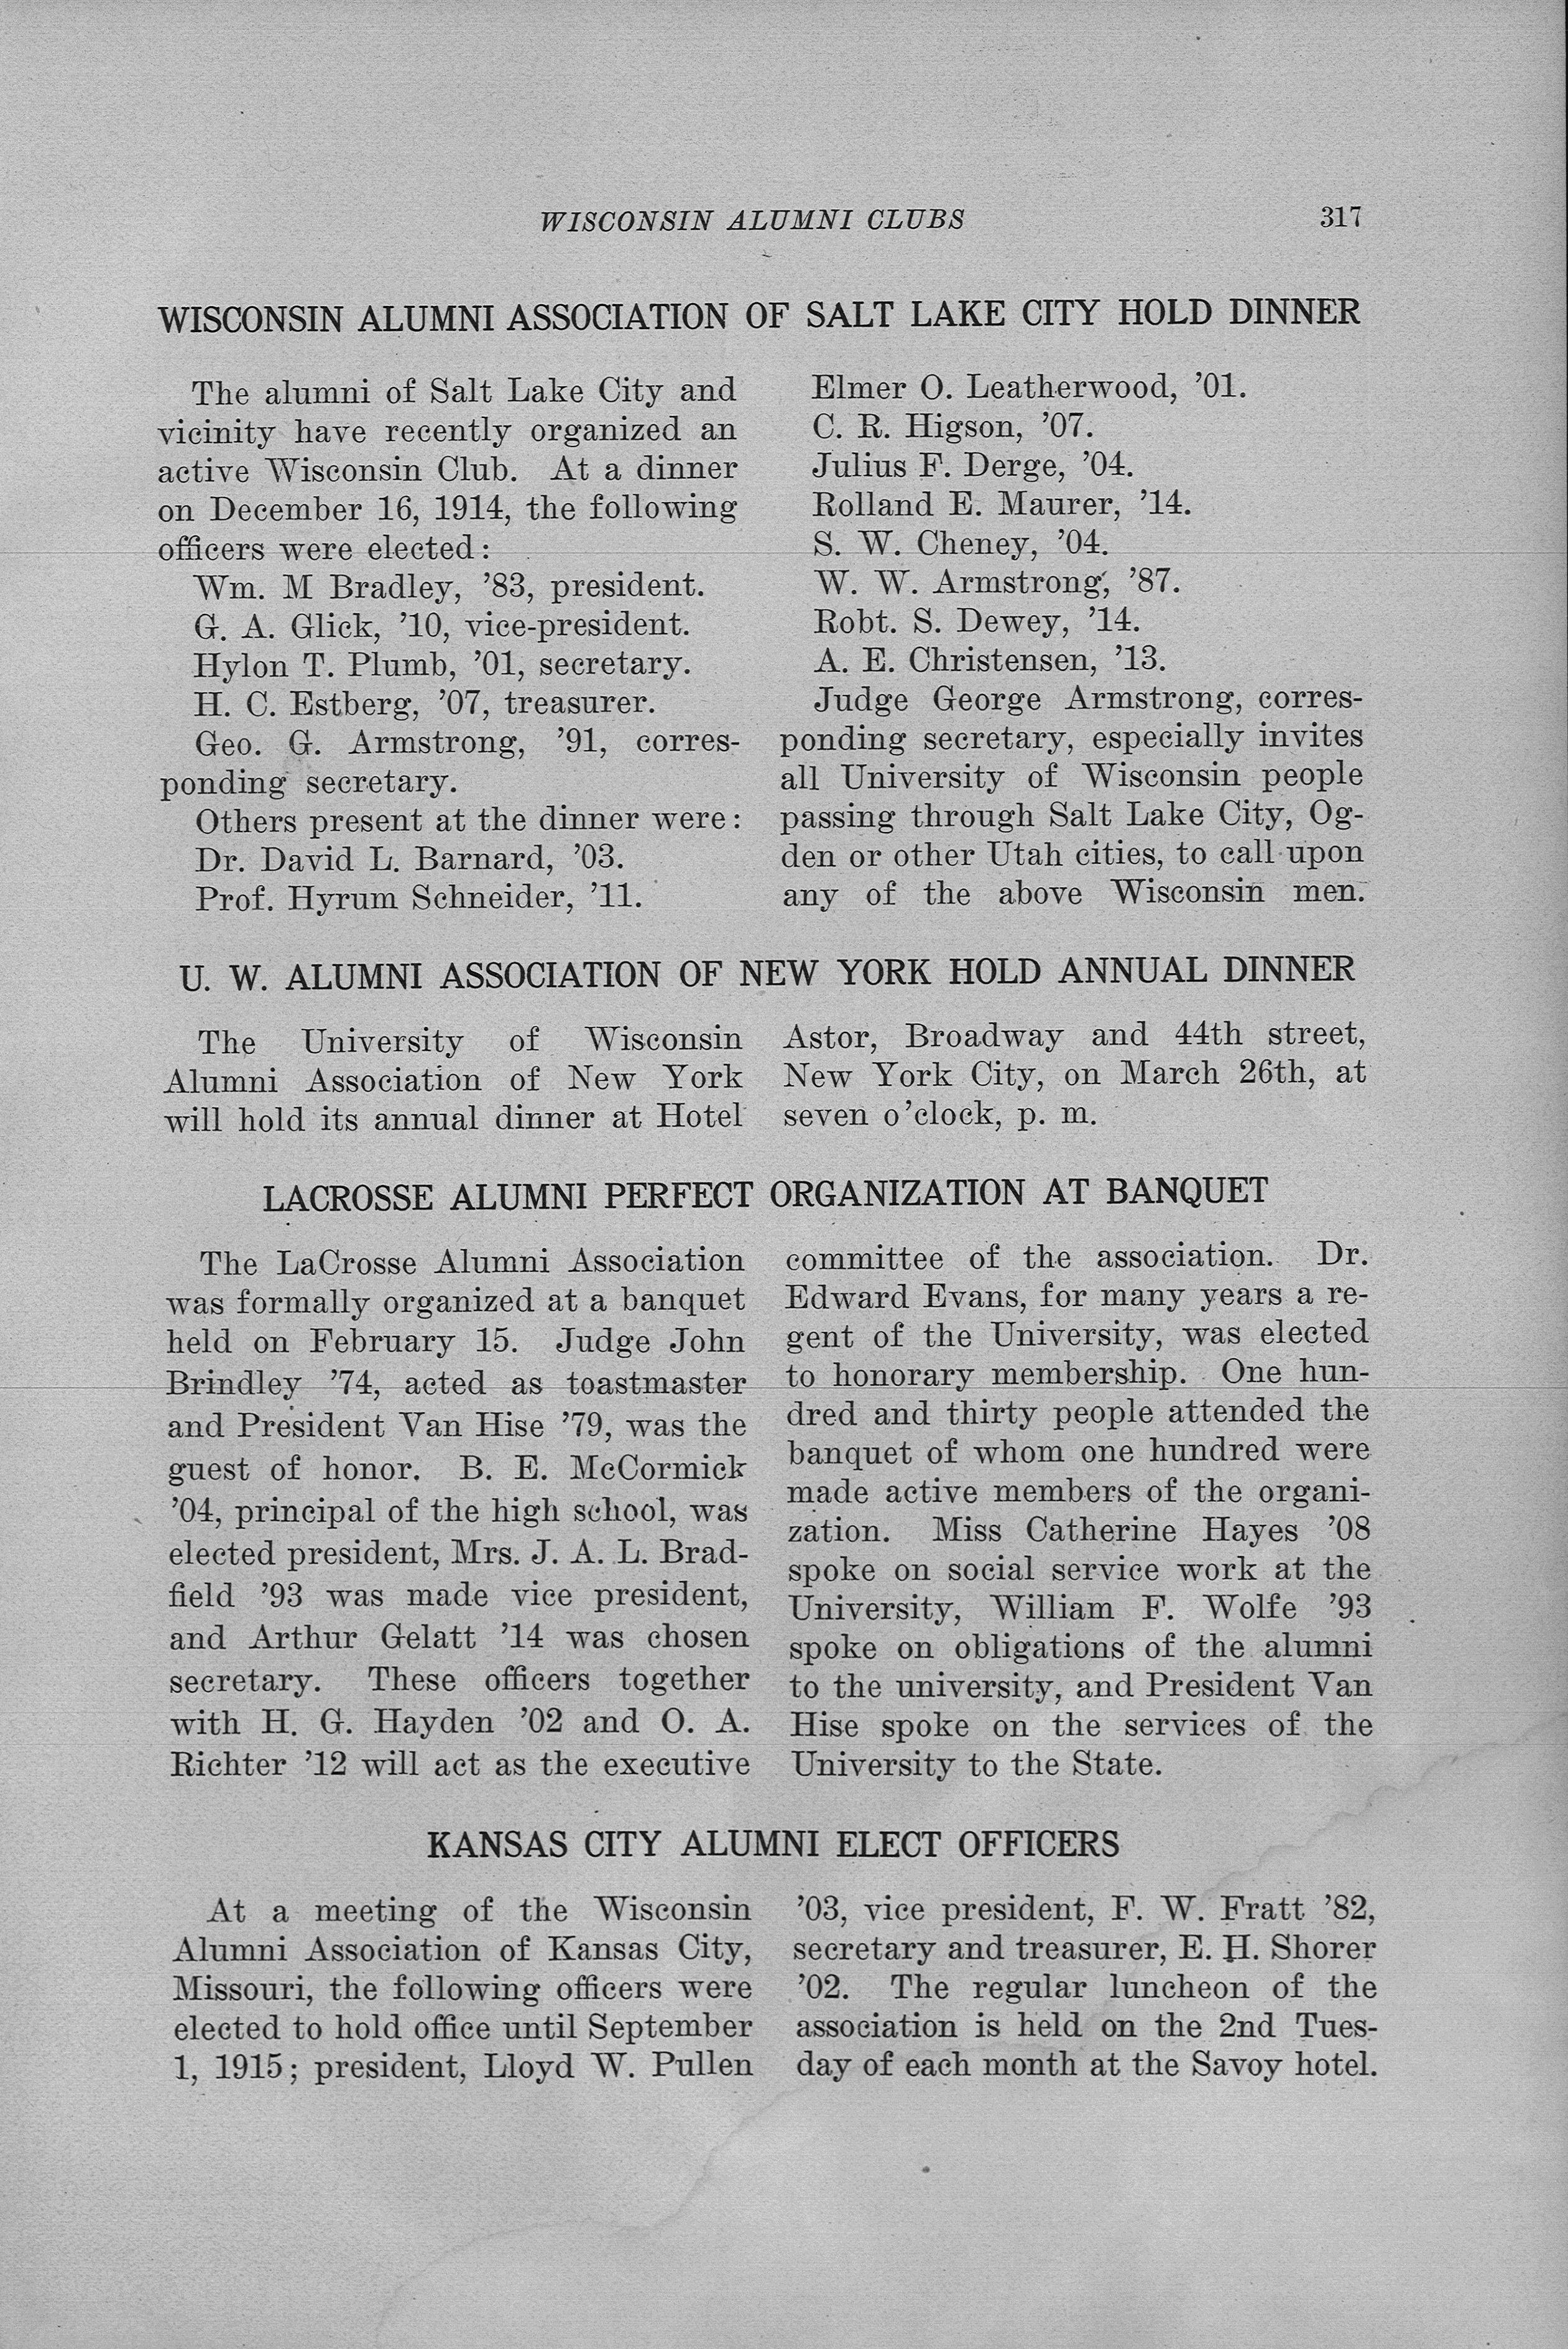 WISCONSIN ALUMNI CLUBS 317
WISCONSIN ALUMNI ASSOCIATION OF SALT LAKE CITY HOLD DINNER
The alumni of Salt Lake City and
vicinity have recently organized an
active Wisconsin Club. At a dinner
on December 16, 1914, the following
officers were elected:
Wm. M Bradley, ’83, president.
G. A. Glick, ’10, vice-president.
Hylon T. Plumb, ’01, secretary.
H. C. Estberg, ’07, treasurer.
Geo. G. Armstrong, ’91, corres-
ponding secretary.
Others present at the dinner were:
Dr. David L. Barnard, ’03.
Prof. Hyrum Schneider, ’11.
Elmer O. Leatherwood, ’01.
C. R. Higson, ’07.
Julius F. Derge, ’04.
Rolland E. Maurer, ’14.
S. W. Cheney, ’04.
W. W. Armstrong, ’87.
Robt. S. Dewey, ’14.
A. E. Christensen, ’13.
Judge George Armstrong, corres-
ponding secretary, especially invites
all University of Wisconsin people
passing through Salt Lake City, Og-
den or other Utah cities, to call upon
any of the above Wisconsin men.
U. W. ALUMNI ASSOCIATION OF NEW YORK HOLD ANNUAL DINNER
The University of Wisconsin
Alumni Association of New York
will hold its annual dinner at Hotel
Astor, Broadway and 44th street,
New York City, on March 26th, at
seven o’clock, p. m.
LACROSSE ALUMNI PERFECT ORGANIZATION AT BANQUET
The LaCrosse Alumni Association
was formally organized at a banquet
held on February 15. Judge John
Brindley ’74, acted as toastmaster
and President Van Hise ’79, was the
guest of honor. B. E. McCormick
’04, principal of the high school, was
elected president, Mrs. J. A. L. Brad-
field ’93 was made vice president,
and Arthur Gelatt ’14 was chosen
secretary. These officers together
with H. G. Hayden ’02 and O. A.
Richter ’12 will act as the executive
committee of the association. Dr.
Edward Evans, for many years a re-
gent of the University, was elected
to honorary membership. One hun-
dred and thirty people attended the
banquet of whom one hundred were
made active members of the organi-
zation. Miss Catherine Hayes ’08
spoke on social service work at the
University, William F. Wolfe ’93
spoke on obligations of the alumni
to the university, and President Van
Hise spoke on the services of the
University to the State.
KANSAS CITY ALUMNI ELECT OFFICERS
At a meeting of the Wisconsin
Alumni Association of Kansas City,
Missouri, the following officers were
elected to hold office until September
1, 1915; president, Lloyd W. Pullen
’03, vice president, F. W. Fratt ’82,
secretary and treasurer, E. H. Shorer
’02. The regular luncheon of the
association is held on the 2nd Tues-
day of each month at the Savoy hotel.